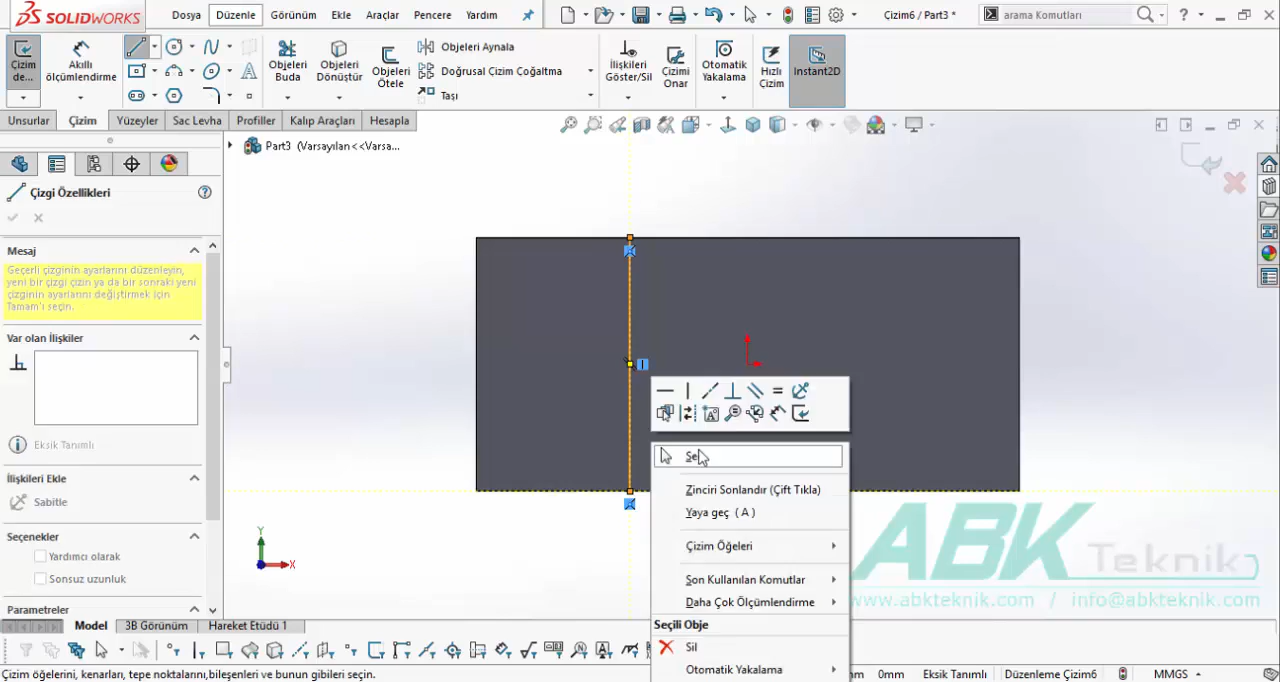 SOLIDWORKS
Dosya
Düzenle
Görünüm
Ekle
Araçlar
Pencere
Yardım
Çizim6 / Part3 *
arama Komutları
?
Çizim
de...
Akıllı
ölçümlendirme
Objeleri
Buda
Objeleri
Dönüştür
Objeleri
Ötele
Objeleri Aynala
Doğrusal Çizim Çoğaltma
Taşı
İlişkileri
Göster/Sil
Çizimi
Onar
Otomatik
Yakalama
Hızlı
Çizim
Instant2D
Unsurlar
Çizim
Yüzeyler
Sac Levha
Profiller
Kalıp Araçları
Hesapla
Part3 (Varsayılan<<Varsa...
Çizgi Özellikleri
Mesaj
Geçerli çizginin ayarlarını düzenleyin,
yeni bir çizgi çizin ya da bir sonraki yeni
çizginin ayarlarını değiştirmek için
Tamam'ı seçin.
Var olan İlişkiler
Eksik Tanımlı
İlişkileri Ekle
Sabitle
Seçenekler
Yardımcı olarak
Sonsuz uzunluk
Parametreler
Y
X
Zinciri Sonlandır (Çift Tıkla)
Yaya geç ( A )
Çizim Öğeleri
Son Kullanılan Komutlar
Daha Çok Ölçümlendirme
Seçili Obje
Sil
Otomatik Yakalama
ABK Teknik
www.abkteknik.com / info@abkteknik.com
Model
3B Görünüm
Hareket Etüdü 1
Çizim öğelerini, kenarları, tepe noktalarını,bileşenleri ve bunun gibileri seçin.
0mm
Eksik Tanımlı
Düzenleme Çizim6
MMGS